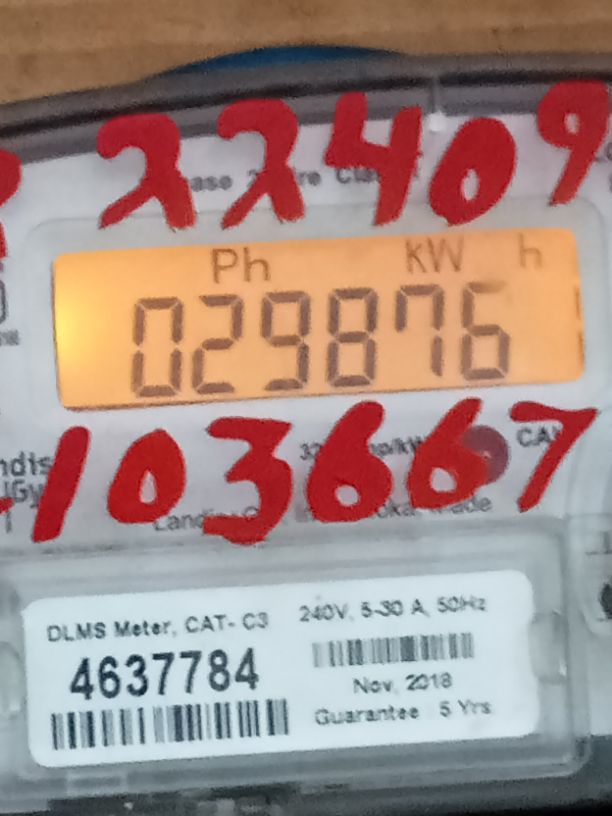 22409
Ph kW h
029876
103667
DLMS Meter, CAT- C3
240V, 5-30 A, 50Hz
4637784
Nov, 2018
Guarantee 5 Yrs